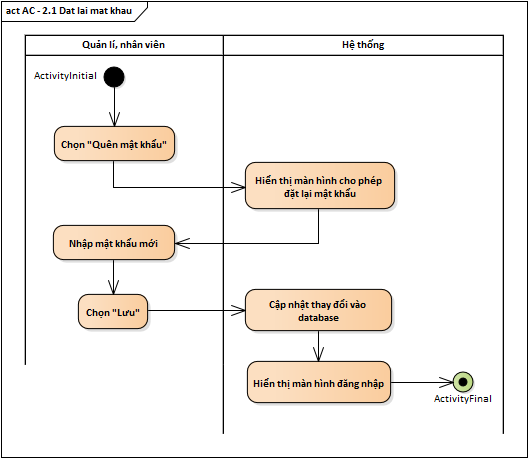 act AC - 2.1 Dat lai mat khau
Quản lí, nhân viên
Hệ thống
ActivityInitial
Chọn "Quên mật khẩu"
Hiển thị màn hình cho phép
đặt lại mật khẩu
Nhập mật khẩu mới
Chọn "Lưu"
Cập nhật thay đổi vào
database
Hiển thị màn hình đăng nhập
ActivityFinal